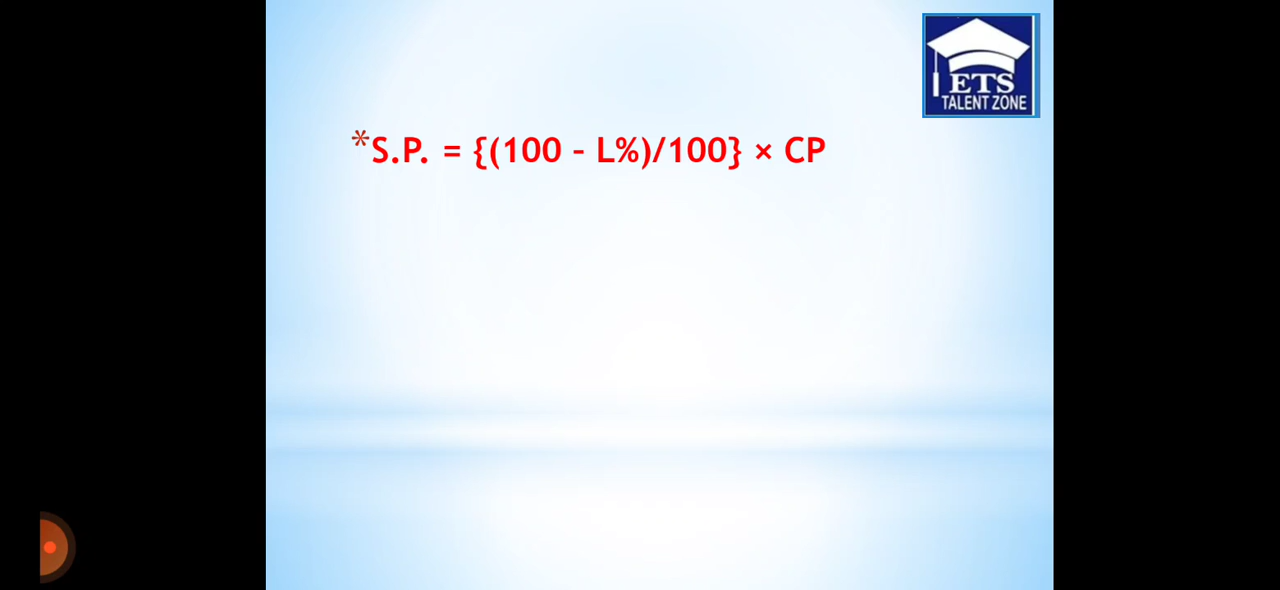 ETS
TALENT ZONE
*S.P. = {(100 - L%)/100} × CP